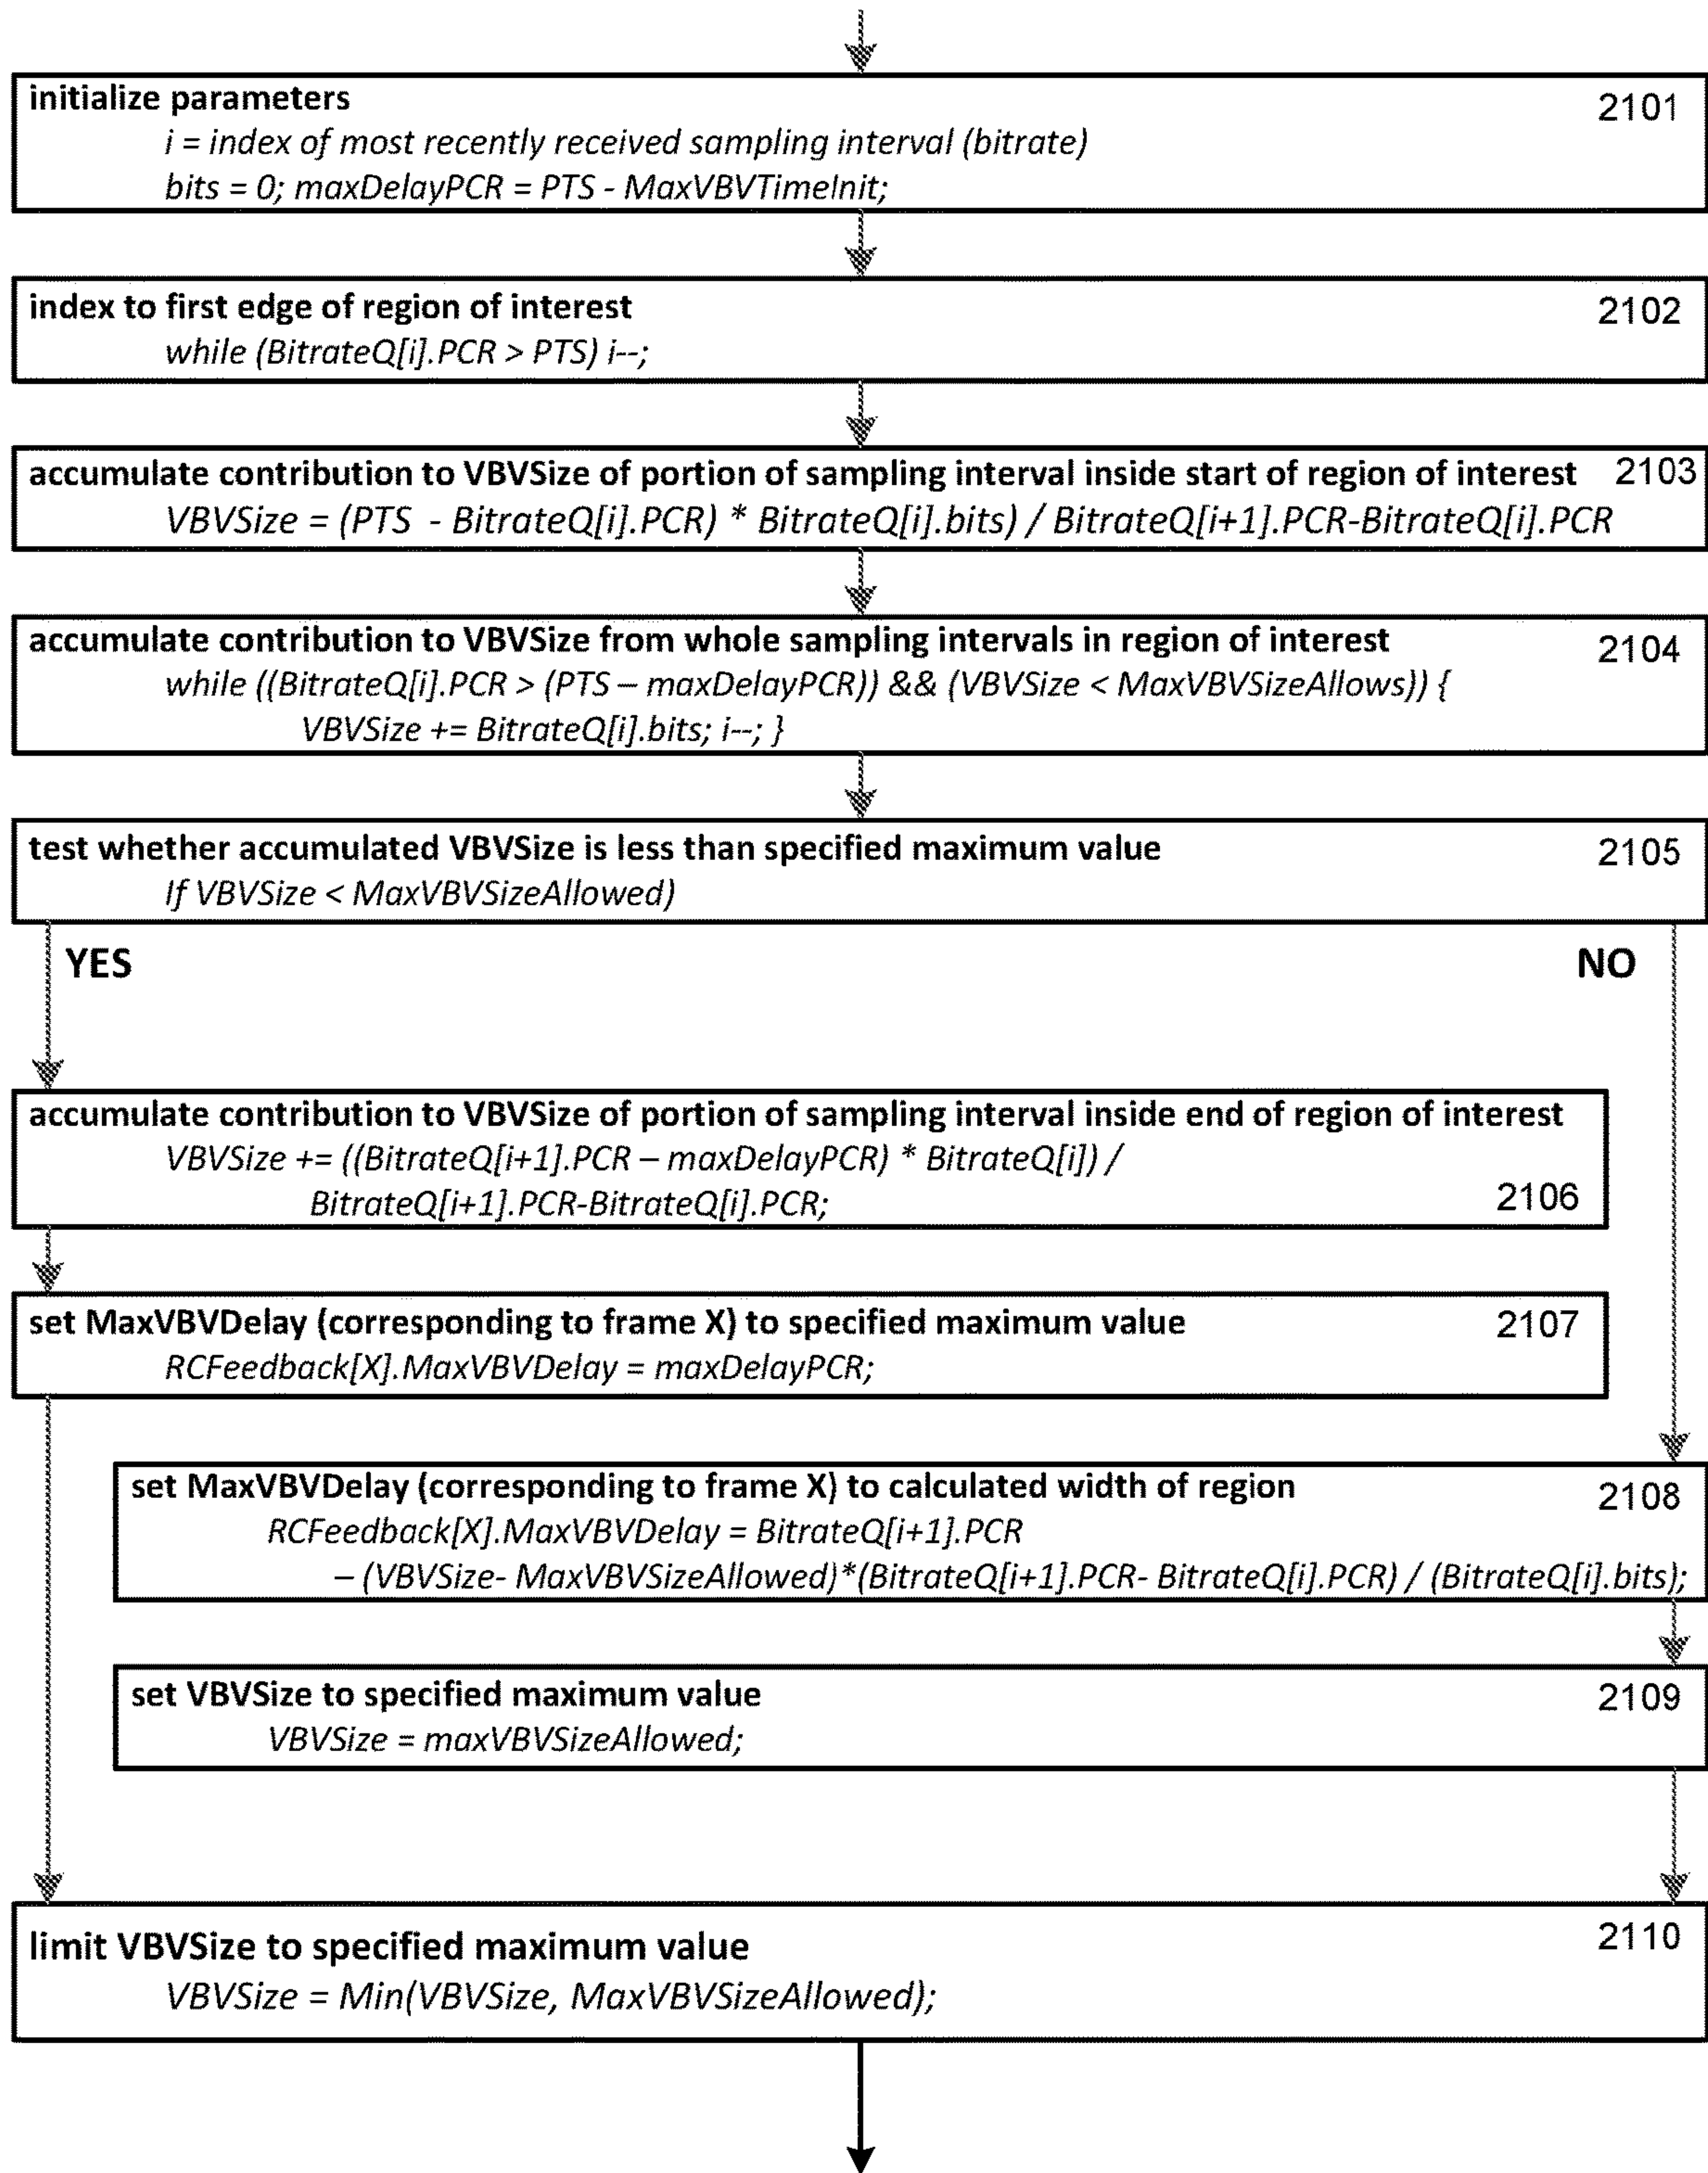 initialize parameters 2101
i = index of most recently received sampling interval (bitrate)
bits = 0; maxDelayPCR = PTS - MaxVBVTimeInit;
index to first edge of region of interest 2102
while (BitrateQ[i].PCR > PTS) i--;
accumulate contribution to VBVSize of portion of sampling interval inside start of region of interest 2103
VBVSize = (PTS - BitrateQ[i].PCR) * BitrateQ[i].bits) / BitrateQ[i+1].PCR-BitrateQ[i].PCR
accumulate contribution to VBVSize from whole sampling intervals in region of interest 2104
while ((BitrateQ[i].PCR > (PTS – maxDelayPCR)) && (VBVSize < MaxVBVSizeAllows)) {
VBVSize += BitrateQ[i].bits; i--; }
test whether accumulated VBVSize is less than specified maximum value 2105
If VBVSize < MaxVBVSizeAllowed)
YES NO
accumulate contribution to VBVSize of portion of sampling interval inside end of region of interest
VBVSize += ((BitrateQ[i+1].PCR – maxDelayPCR) * BitrateQ[i]) /
BitrateQ[i+1].PCR-BitrateQ[i].PCR; 2106
set MaxVBVDelay (corresponding to frame X) to specified maximum value 2107
RCFeedback[X].MaxVBVDelay = maxDelayPCR;
set MaxVBVDelay (corresponding to frame X) to calculated width of region 2108
RCFeedback[X].MaxVBVDelay = BitrateQ[i+1].PCR
– (VBVSize- MaxVBVSizeAllowed)*(BitrateQ[i+1].PCR- BitrateQ[i].PCR) / (BitrateQ[i].bits);
set VBVSize to specified maximum value 2109
VBVSize = maxVBVSizeAllowed;
limit VBVSize to specified maximum value 2110
VBVSize = Min(VBVSize, MaxVBVSizeAllowed);